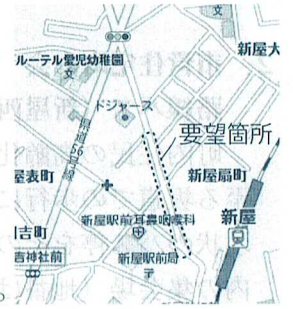 文
新屋大
ルーテル愛児幼稚園
文
ドジャース
要望箇所
県道56号線
屋表町
新屋扇町
新屋駅前耳鼻咽喉科
新屋
吉町
吉神社前
新屋駅前局